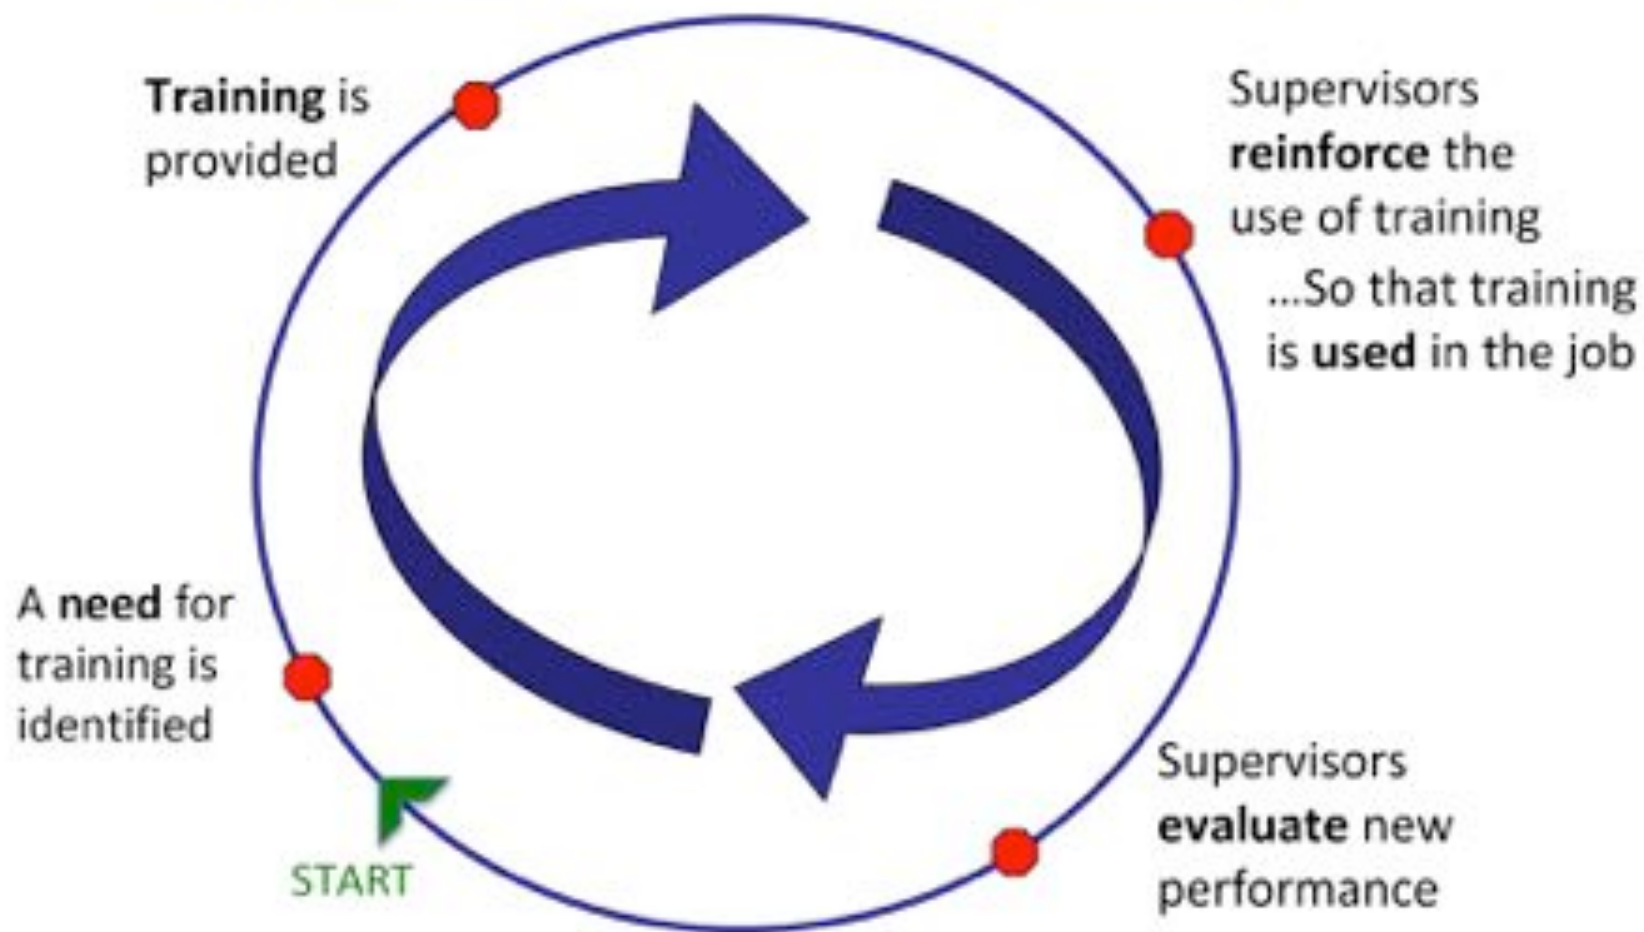 Training is
provided
Supervisors
reinforce the
use of training
...So that training
is used in the job
A need for
training is
identified
START
Supervisors
evaluate new
performance